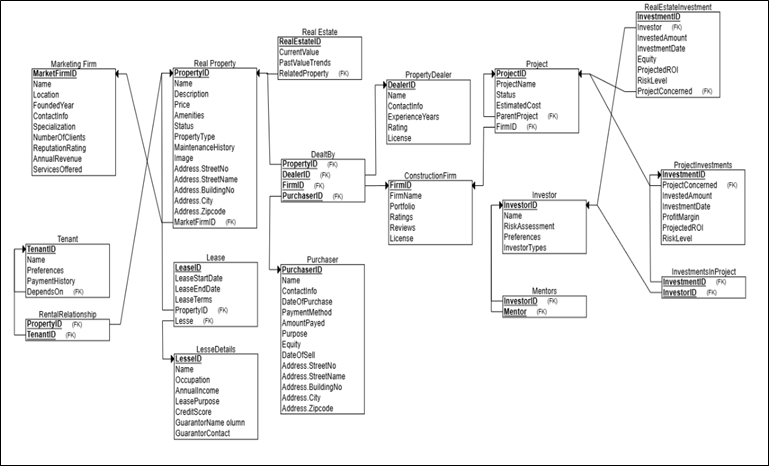 Marketing Firm
MarketFirmID
Name
Location
FoundedYear
ContactInfo
Specialization
NumberOfClients
ReputationRating
AnnualRevenue
ServicesOffered
Real Property
PropertyID
Name
Description
Price
Amenities
Status
PropertyType
MaintenanceHistory
Image
Address.StreetNo
Address.StreetName
Address.BuildingNo
Address.City
Address.Zipcode
MarketFirmID (FK)
Real Estate
RealEstateID
CurrentValue
PastValueTrends
RelatedProperty (FK)
PropertyDealer
DealerID
Name
ContactInfo
ExperienceYears
Rating
License
Project
ProjectID
ProjectName
Status
EstimatedCost
ParentProject (FK)
FirmID (FK)
RealEstateInvestment
InvestmentID
Investor (FK)
InvestedAmount
InvestmentDate
Equity
ProjectedROI
RiskLevel
ProjectConcerned (FK)
DealtBy
PropertyID (FK)
DealerID (FK)
FirmID (FK)
PurchaserID (FK)
ConstructionFirm
FirmID
FirmName
Portfolio
Ratings
Reviews
License
Investor
InvestorID
Name
RiskAssessment
Preferences
InvestorTypes
ProjectInvestments
InvestmentID
ProjectConcerned (FK)
InvestedAmount
InvestmentDate
ProfitMargin
ProjectedROI
RiskLevel
Tenant
TenantID
Name
Preferences
PaymentHistory
DependsOn (FK)
Lease
LeaseID
LeaseStartDate
LeaseEndDate
LeaseTerms
PropertyID (FK)
Lesse (FK)
Purchaser
PurchaserID
Name
ContactInfo
DateOfPurchase
PaymentMethod
AmountPayed
Purpose
Equity
DateOfSell
Address.StreetNo
Address.StreetName
Address.BuildingNo
Address.City
Address.Zipcode
Mentors
InvestorID (FK)
Mentor (FK)
InvestmentsInProject
InvestmentID (FK)
InvestorID (FK)
RentalRelationship
PropertyID (FK)
TenantID (FK)
LesseDetails
LesseID
Name
Occupation
AnnualIncome
LeasePurpose
CreditScore
GuarantorName olumn
GuarantorContact